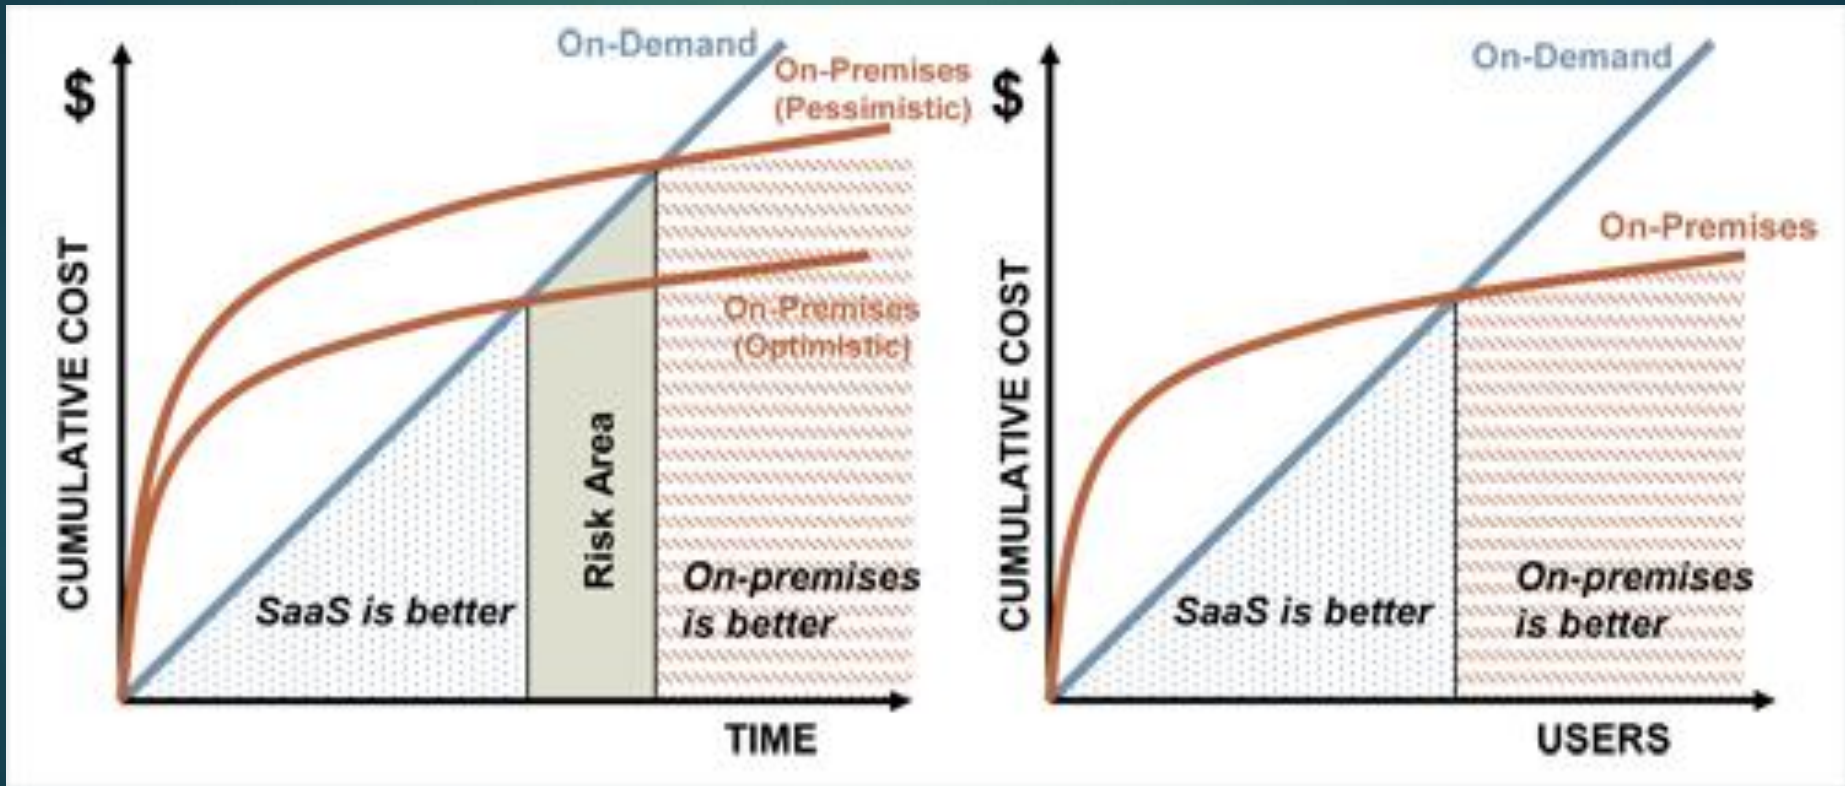 On-Demand
On-Premises
(Pessimistic)
$
CUMULATIVE COST
On-Premises
(Optimistic)
Risk Area
SaaS is better
On-premises
is better
TIME
$
On-Demand
On-Premises
CUMULATIVE COST
SaaS is better
On-premises
is better
USERS